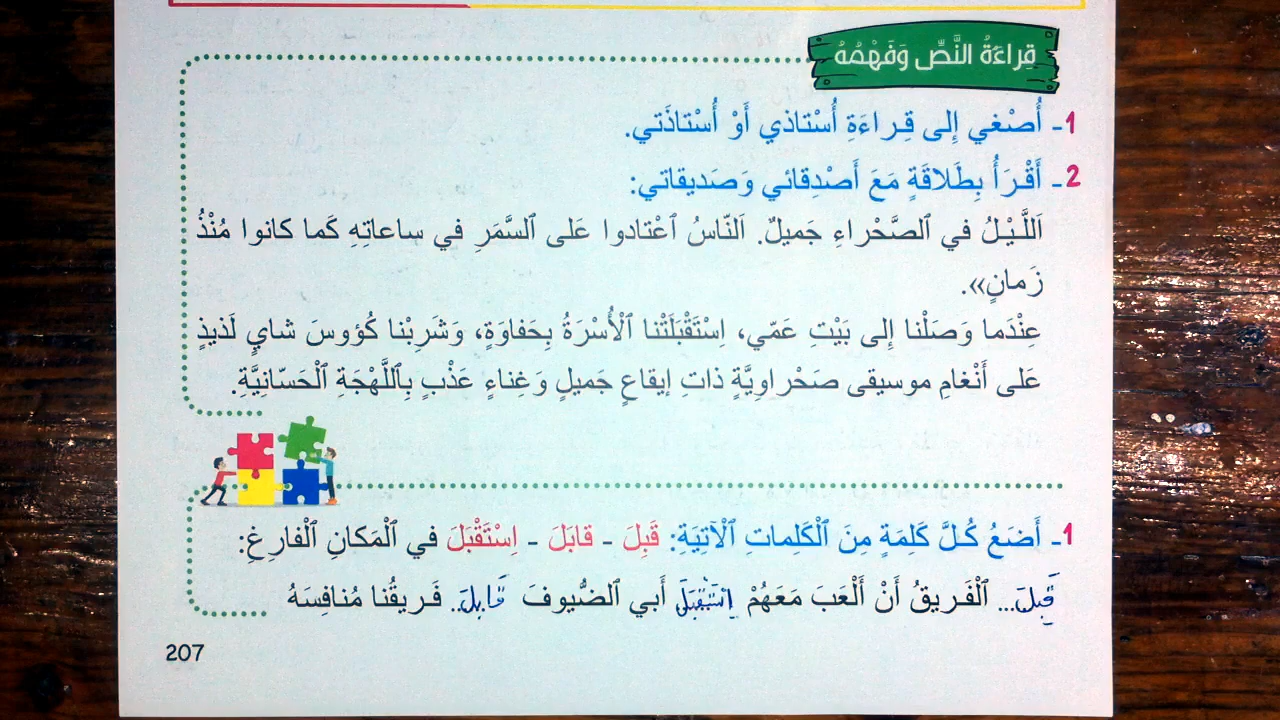 قِراءَةُ النَّصِّ وَفَهْمُهُ
1- أُصْغي إِلى قِراءَةِ أُسْتاذي أَوْ أُسْتاذَتي.
2- أَقْرَأُ بِطَلاقَةٍ مَعَ أَصْدِقائي وَصَديقاتي:
اَللَّيْلُ في ٱلصَّحْراءِ جَميلٌ. اَلنّاسُ ٱعْتادوا عَلى ٱلسَّمَرِ في ساعاتِهِ كَما كانوا مُنْذُ
زَمانٍ».
عِنْدَما وَصَلْنا إِلى بَيْتِ عَمّي، اِسْتَقْبَلَتْنا ٱلْأُسْرَةُ بِحَفاوَةٍ، وَشَرِبْنا كُؤوسَ شايٍ لَذيذٍ
عَلى أَنْغامِ موسيقى صَحْراوِيَّةٍ ذاتِ إيقاعٍ جَميلٍ وَغِناءٍ عَذْبٍ بِٱللَّهْجَةِ ٱلْحَسّانِيَّةِ.
1- أَضَعُ كُلَّ كَلِمَةٍ مِنَ ٱلْكَلِماتِ ٱلْآتِيَةِ: قَبِلَ - قابَلَ - اِسْتَقْبَلَ في ٱلْمَكانِ ٱلْفارِغِ:
قَبِلَ... ٱلْفَريقُ أَنْ أَلْعَبَ مَعَهُمْ اِسْتَقْبَلَ أَبي ٱلضُّيوفَ قابلَ.. فَريقُنا مُنافِسَهُ
207